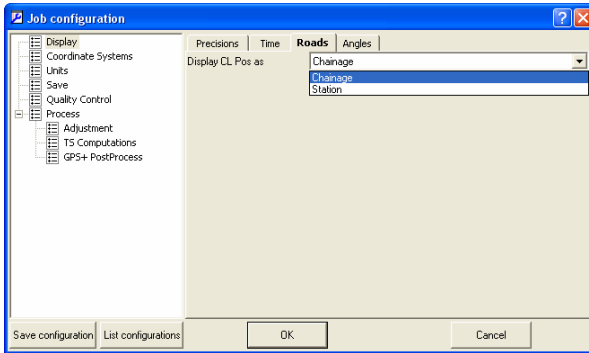 Job configuration
Display
Coordinate Systems
Units
Save
Quality Control
Process
Adjustment
TS Computations
GPS+ PostProcess
Precisions Time Roads Angles
Display CL Pos as Chainage
Chainage
Station
Save configuration List configurations OK Cancel